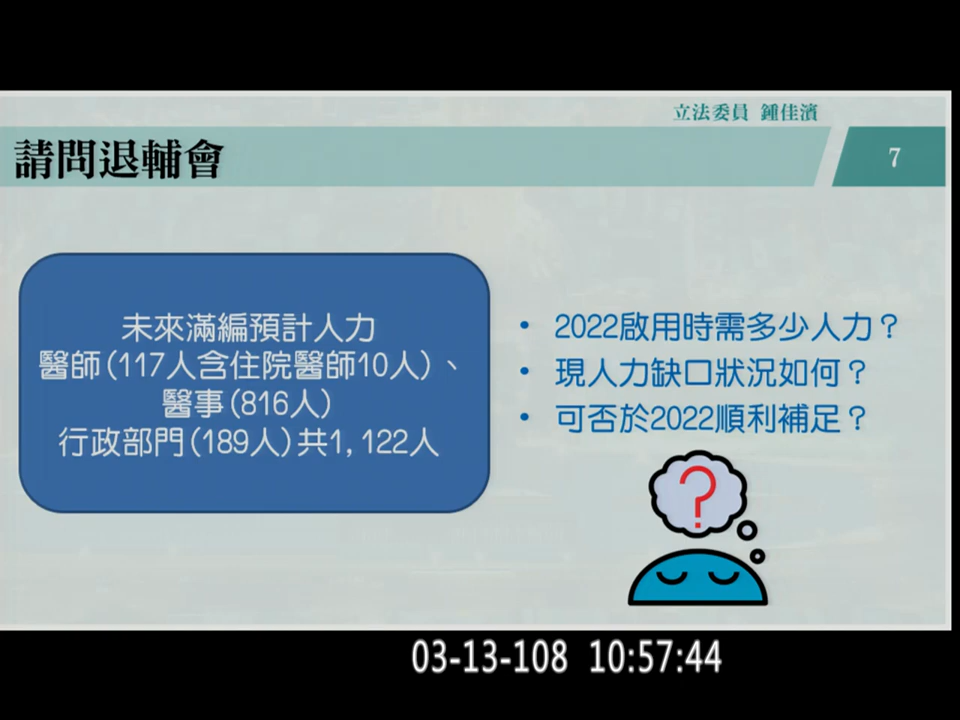 立法委員 鍾佳濱
請問退輔會
7
未來滿編預計人力
醫師(117人含住院醫師10人)、
醫事(816人)
行政部門(189人)共1,122人
• 2022啟用時需多少人力？
• 現人力缺口狀況如何？
• 可否於2022順利補足？
?
03-13-108 10:57:44